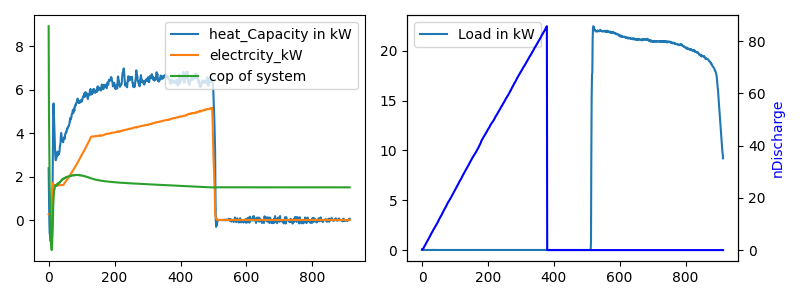 heat_Capacity in kW
electrcity_kW
cop of system
8
6
4
2
0
0 200 400 600 800
Load in kW
20
15
10
5
0
0 200 400 600 800
80
60
40
20
0
nDischarge